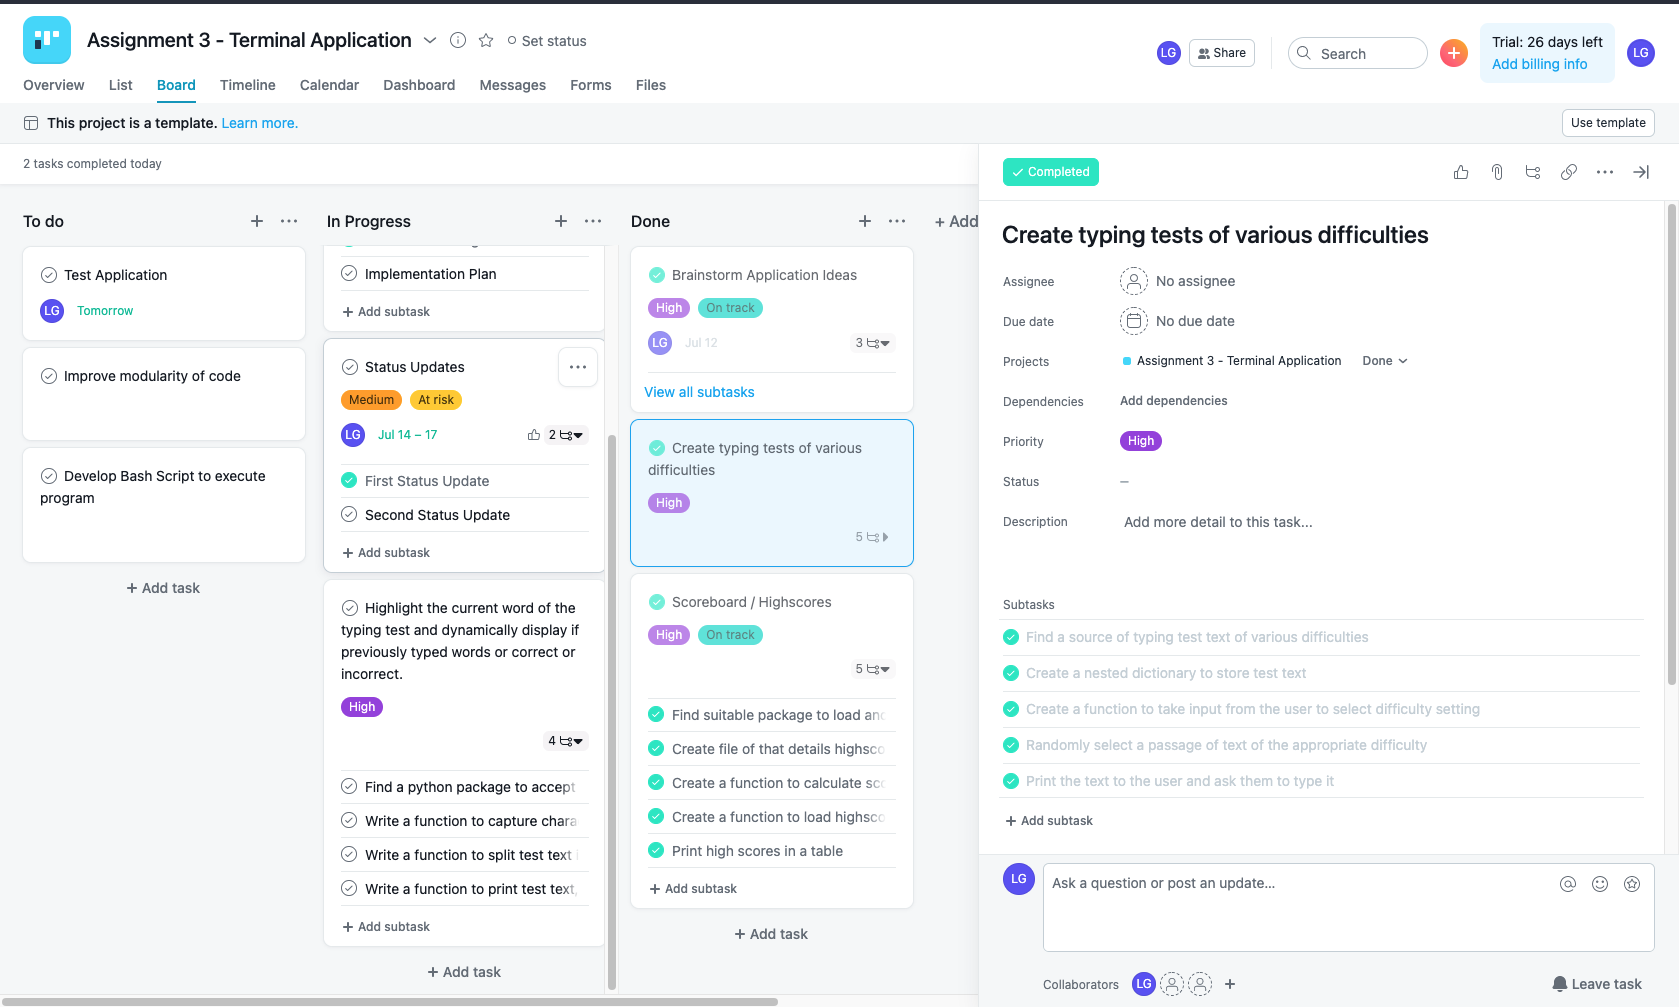 Assignment 3 - Terminal Application
Set status
LG
Share
Search
Trial: 26 days left
Add billing info
LG
Overview
List
Board
Timeline
Calendar
Dashboard
Messages
Forms
Files
This project is a template. Learn more.
Use template
2 tasks completed today
To do
Test Application
LG
Tomorrow
Improve modularity of code
Develop Bash Script to execute
program
+ Add task
In Progress
Implementation Plan
+ Add subtask
Status Updates
Medium
At risk
LG
Jul 14 – 17
2
First Status Update
Second Status Update
+ Add subtask
Highlight the current word of the
typing test and dynamically display if
previously typed words or correct or
incorrect.
High
4
Find a python package to accept
Write a function to capture chara
Write a function to split test text
Write a function to print test text,
+ Add subtask
+ Add task
Done
Brainstorm Application Ideas
High
On track
LG
Jul 12
3
View all subtasks
Create typing tests of various
difficulties
High
5
Scoreboard / Highscores
High
On track
5
Find suitable package to load and
Create file of that details highsco
Create a function to calculate sco
Create a function to load highsco
Print high scores in a table
+ Add subtask
+ Add task
+ Add
Completed
Create typing tests of various difficulties
Assignee
No assignee
Due date
No due date
Projects
Assignment 3 - Terminal Application
Done
Dependencies
Add dependencies
Priority
High
Status
—
Description
Add more detail to this task...
Subtasks
Find a source of typing test text of various difficulties
Create a nested dictionary to store test text
Create a function to take input from the user to select difficulty setting
Randomly select a passage of text of the appropriate difficulty
Print the text to the user and ask them to type it
+ Add subtask
LG
Ask a question or post an update...
Collaborators
LG
Leave task